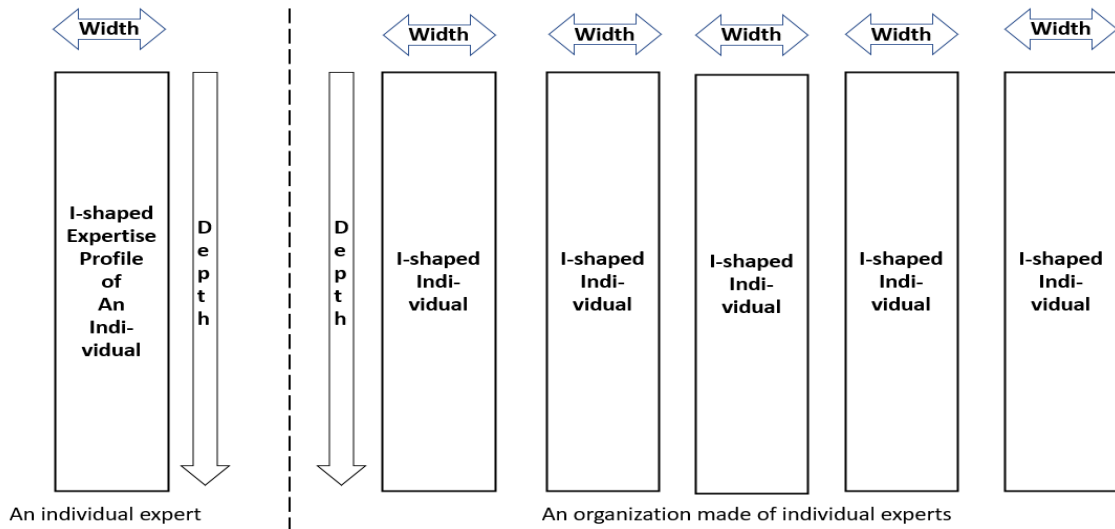 Width
I-shaped
Expertise
Profile
of
An
Indi-
vidual
D
e
p
t
h
An individual expert
D
e
p
t
h
Width
I-shaped
Indi-
vidual
Width
I-shaped
Indi-
vidual
Width
I-shaped
Indi-
vidual
Width
I-shaped
Indi-
vidual
Width
I-shaped
Indi-
vidual
An organization made of individual experts